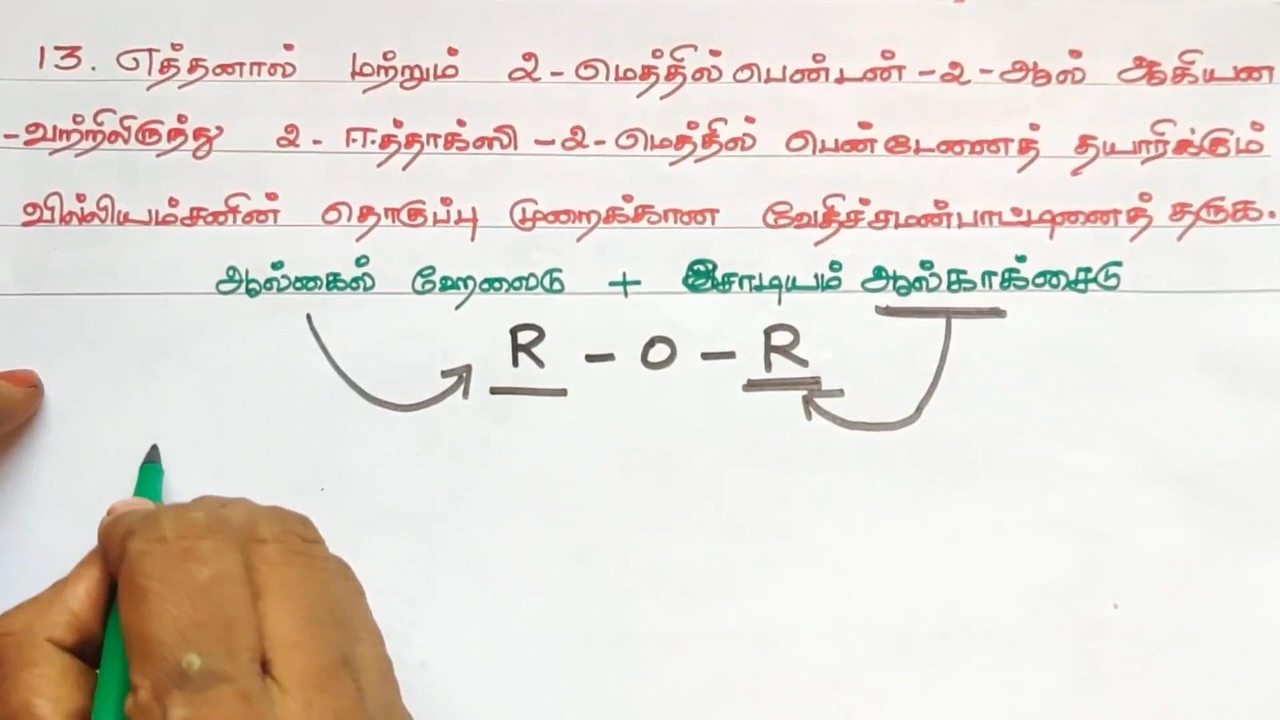 13. எத்தனால் மற்றும் 2-மெத்தில் பெண்டன்-2-ஆல் ஆகியன
-வற்றிலிருந்து 2-ஈத்தாக்ஸி-2-மெத்தில் பெண்டேணைத் தயாரிக்கும்
வில்லியம்சனின் தொகுப்பு முறைக்கான வேதிச்சமன்பாட்டினைத் தருக.
ஆல்கைல் ஹேலைடு + சோடியம் ஆல்காக்சைடு
R - O - R